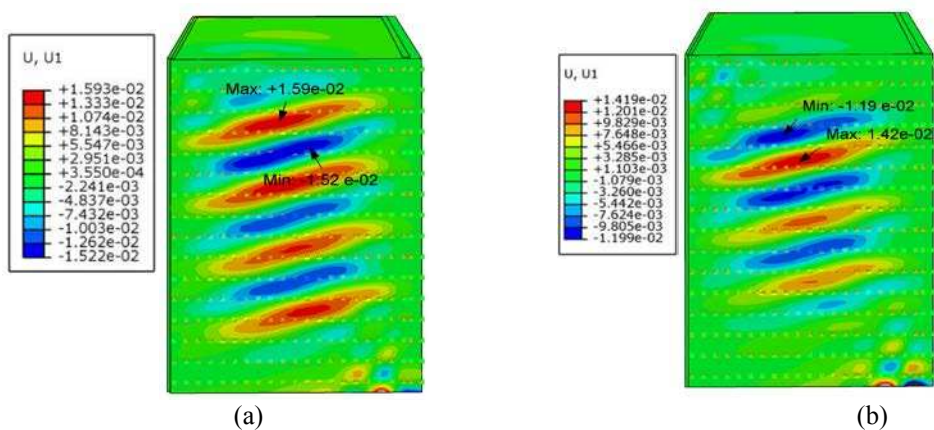 U, U1
+1.593e-02
+1.333e-02
+1.074e-02
+8.143e-03
+5.547e-03
+2.951e-03
+3.550e-04
-2.241e-03
-4.837e-03
-7.432e-03
-1.003e-02
-1.262e-02
-1.522e-02
Max: +1.59e-02
Min: -1.52 e-02
(a)
U, U1
+1.419e-02
+1.201e-02
+9.829e-03
+7.648e-03
+5.466e-03
+3.285e-03
+1.103e-03
-1.079e-03
-3.260e-03
-5.442e-03
-7.624e-03
-9.805e-03
-1.199e-02
Min: -1.19 e-02
Max: 1.42e-02
(b)